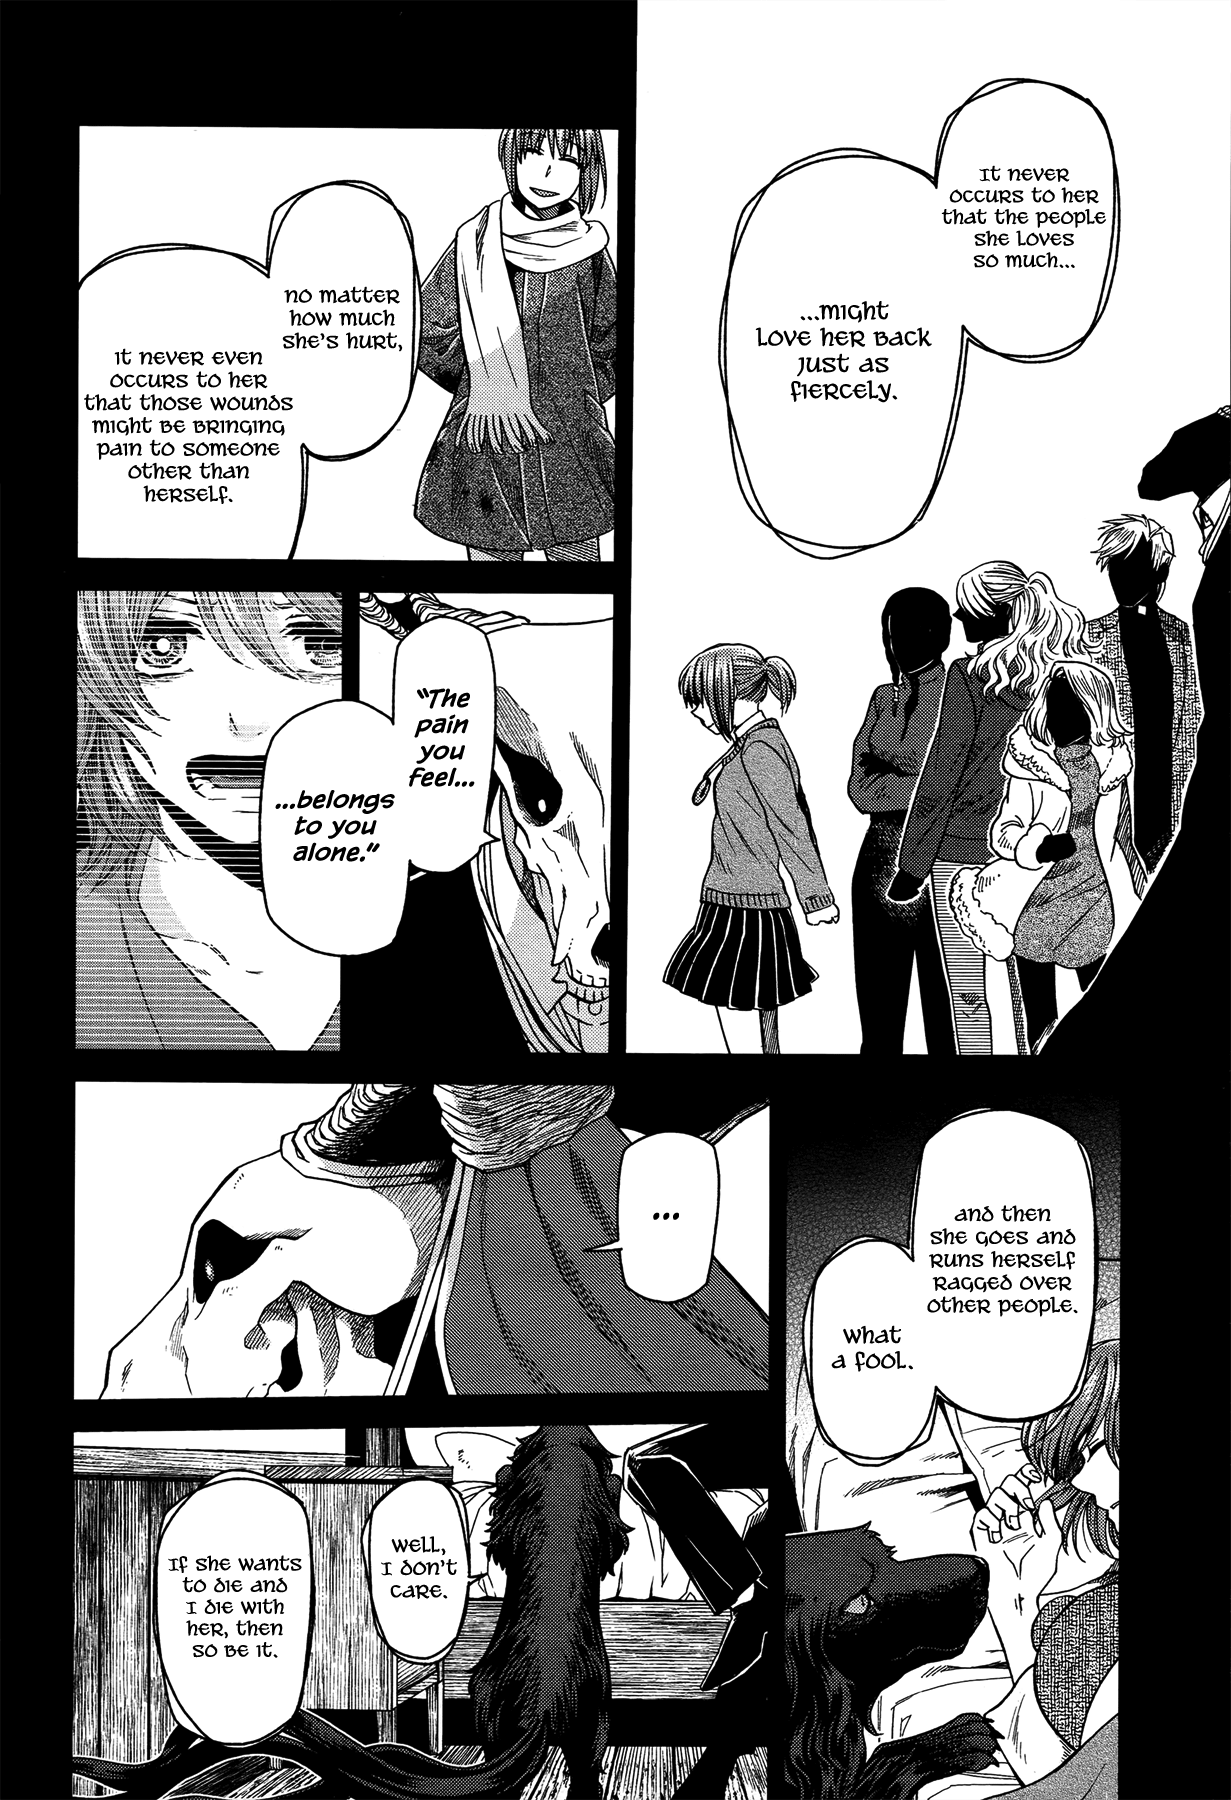 It never
occurs to her
that the people
she loves
so much...
...might
love her back
just as
fiercely.
No matter
how much
she's hurt,
it never even
occurs to her
that those wounds
might be bringing
pain to someone
other than
herself.
"The
pain
you
feel...
...belongs
to you
alone."
...
And then
she goes and
runs herself
ragged over
other people.
What
a fool.
Well,
I don't
care.
If she wants
to die and
I die with
her, then
so be it.